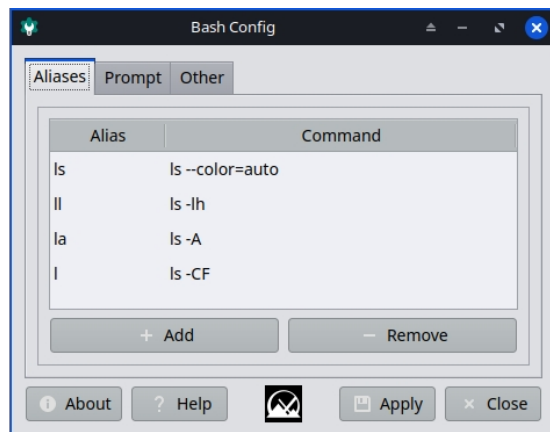 Bash Config
Aliases Prompt Other
Alias Command
ls ls --color=auto
ll ls -lh
la ls -A
l ls -CF
+ Add − Remove
About ? Help Apply × Close